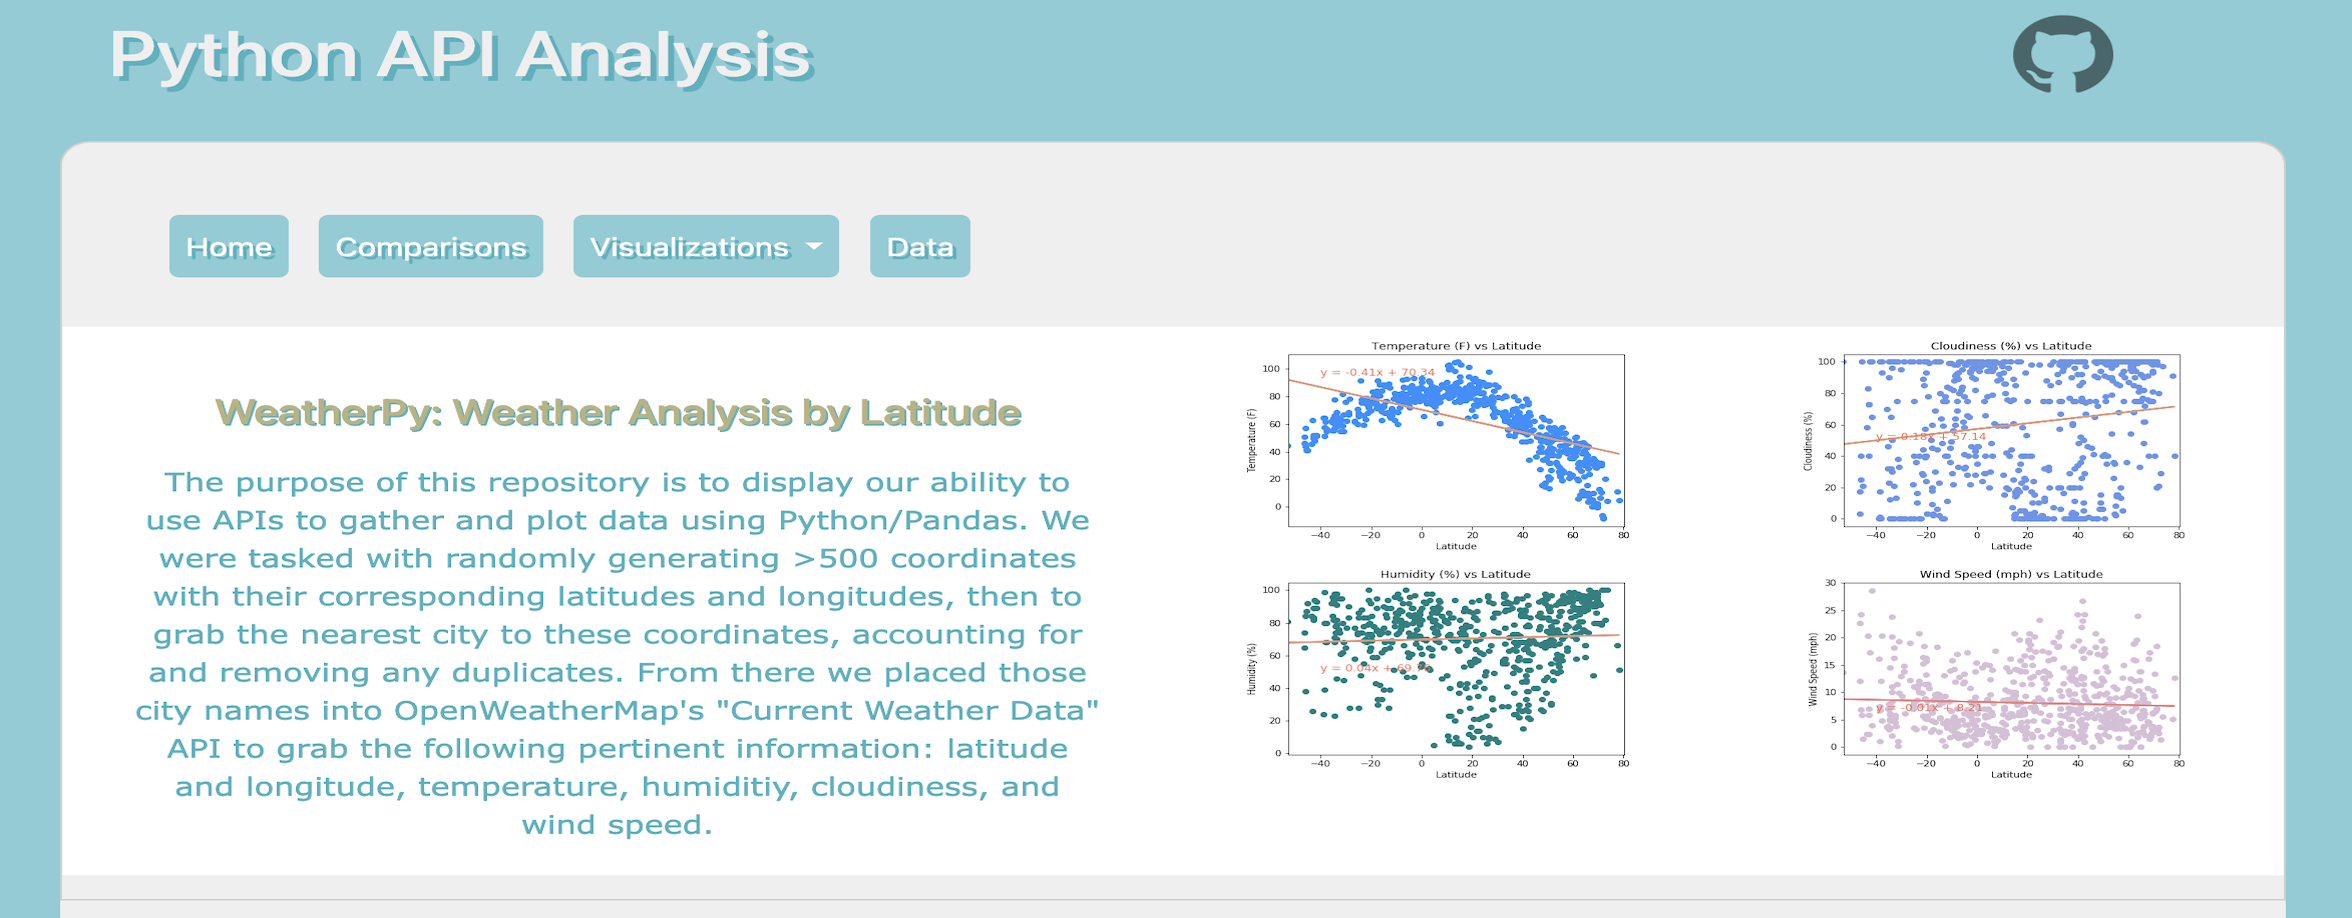 Python API Analysis
Home Comparisons Visualizations Data
WeatherPy: Weather Analysis by Latitude
The purpose of this repository is to display our ability to
use APIs to gather and plot data using Python/Pandas. We
were tasked with randomly generating >500 coordinates
with their corresponding latitudes and longitudes, then to
grab the nearest city to these coordinates, accounting for
and removing any duplicates. From there we placed those
city names into OpenWeatherMap's "Current Weather Data"
API to grab the following pertinent information: latitude
and longitude, temperature, humiditiy, cloudiness, and
wind speed.
Temperature (F) vs Latitude
y = -0.41x + 70.34
Temperature (F)
100
80
60
40
20
0
−40 −20 0 20 40 60 80
Latitude
Cloudiness (%) vs Latitude
y = 0.18x + 57.14
Cloudiness (%)
100
80
60
40
20
0
−40 −20 0 20 40 60 80
Latitude
Humidity (%) vs Latitude
y = 0.04x +
Humidity (%)
100
80
60
40
20
0
−40 −20 0 20 40 60 80
Latitude
Wind Speed (mph) vs Latitude
y = -0.01x + 8.21
Wind Speed (mph)
30
25
20
15
10
5
0
−40 −20 0 20 40 60 80
Latitude